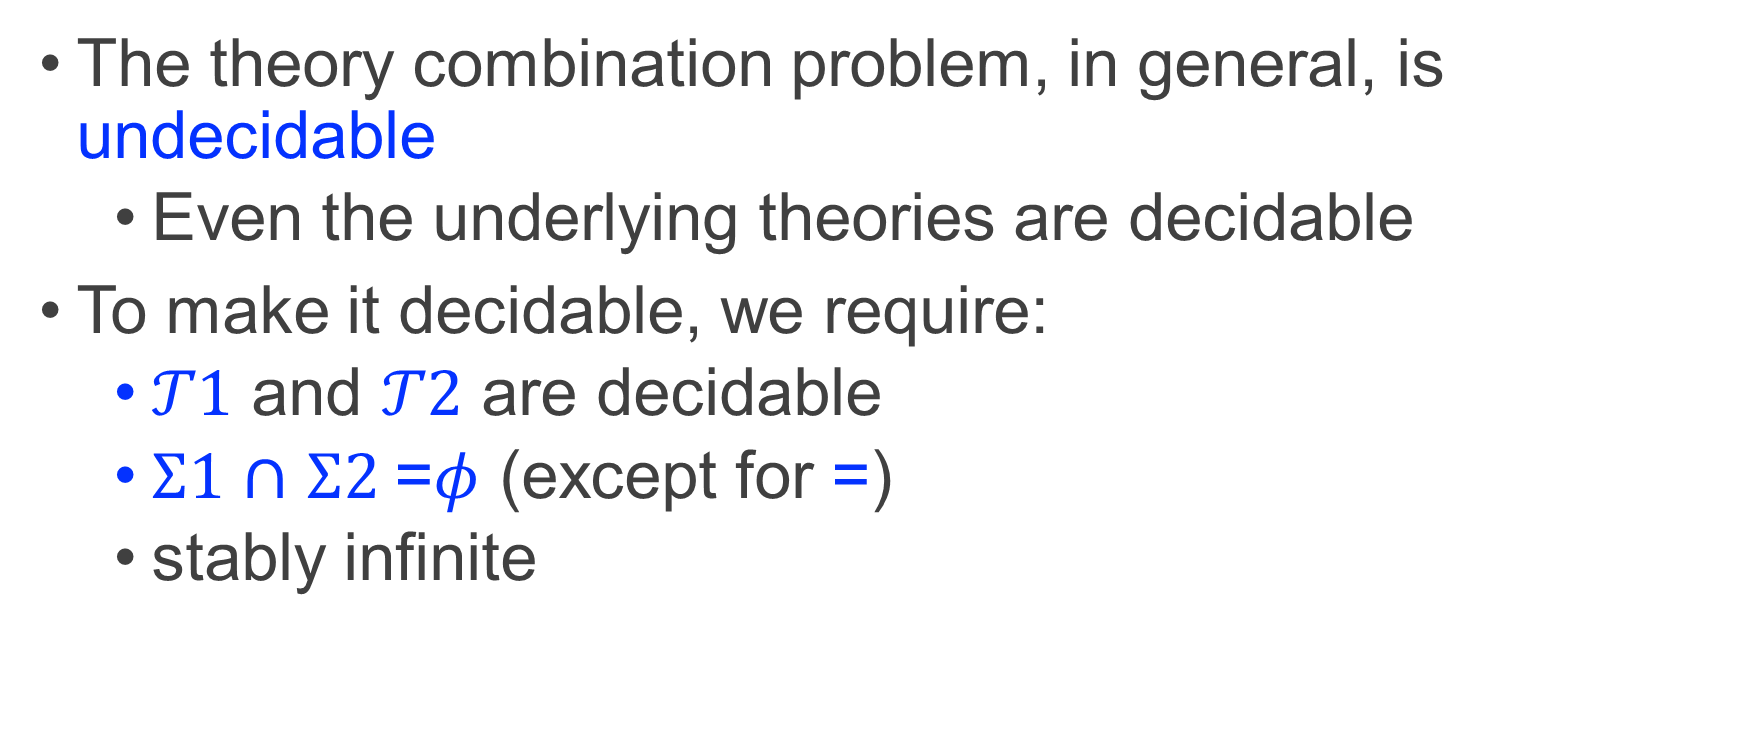 • The theory combination problem, in general, is
undecidable
• Even the underlying theories are decidable
• To make it decidable, we require:
• 𝒯1 and 𝒯2 are decidable
• Σ1 ∩ Σ2 =𝜙 (except for =)
• stably infinite